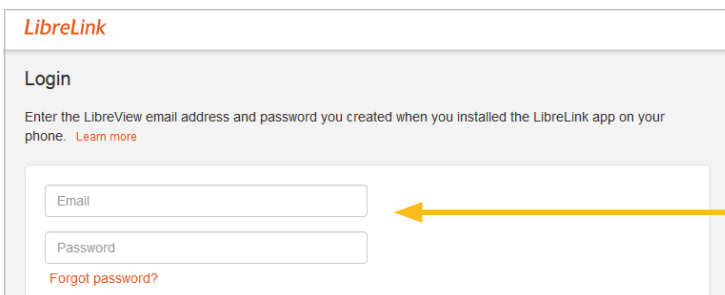 LibreLink
Login
Enter the LibreView email address and password you created when you installed the LibreLink app on your
phone. Learn more
Email
Password
Forgot password?